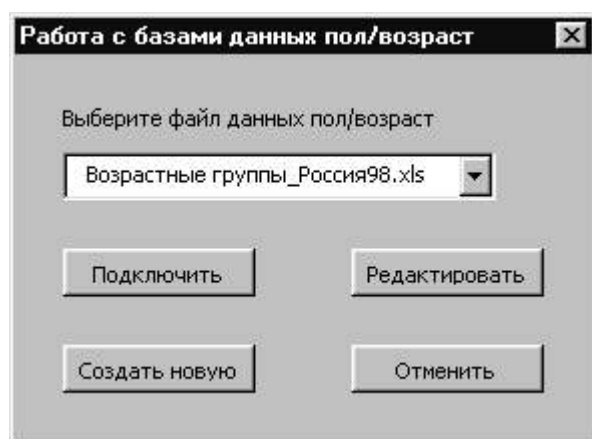 Работа с базами данных пол/возраст
Выберите файл данных пол/возраст
Возрастные группы_Россия98.xls
Подключить
Редактировать
Создать новую
Отменить